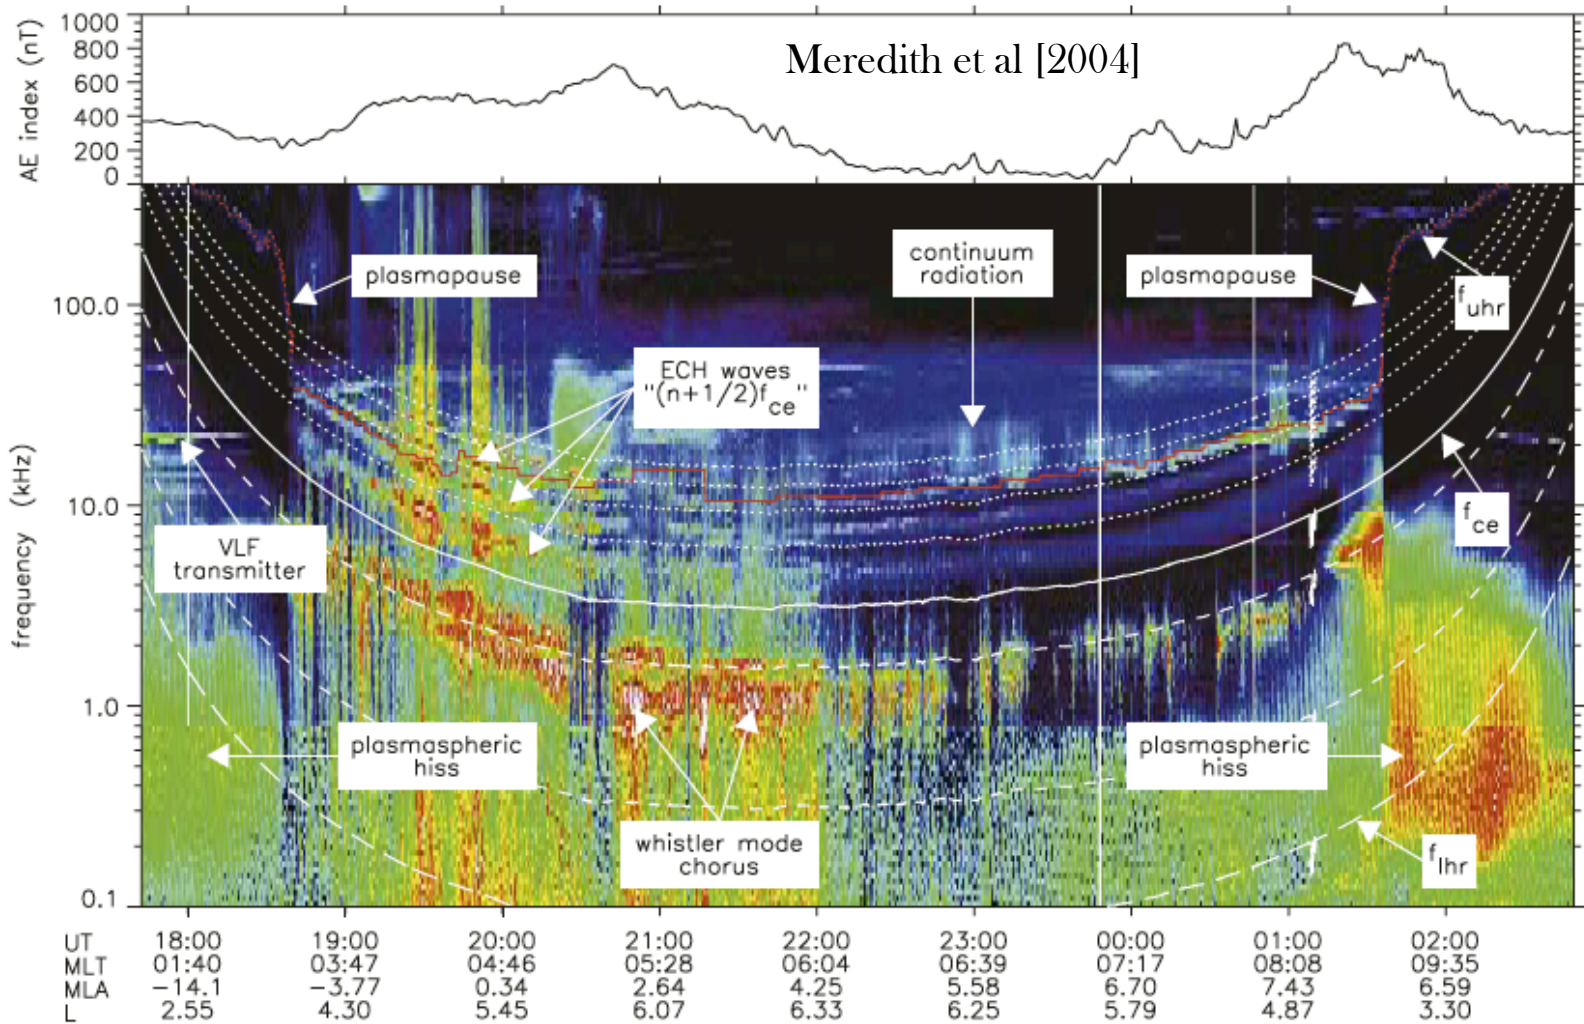 Meredith et al [2004]
AE index (nT)
1000
800
600
400
200
0
frequency (kHz)
100.0
10.0
1.0
0.1
plasmapause
continuum
radiation
plasmapause
f uhr
ECH waves
"(n+1/2)f ce"
VLF
transmitter
f ce
plasmaspheric
hiss
plasmaspheric
hiss
whistler mode
chorus
f lhr
UT 18:00 19:00 20:00 21:00 22:00 23:00 00:00 01:00 02:00
MLT 01:40 03:47 04:46 05:28 06:04 06:39 07:17 08:08 09:35
MLA −14.1 −3.77 0.34 2.64 4.25 5.58 6.70 7.43 6.59
L 2.55 4.30 5.45 6.07 6.33 6.25 5.79 4.87 3.30